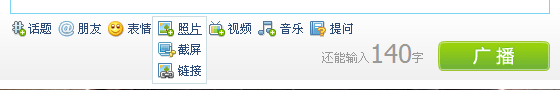 话题 朋友 表情 照片 视频 音乐 提问
截屏
链接
还能输入140字 广播